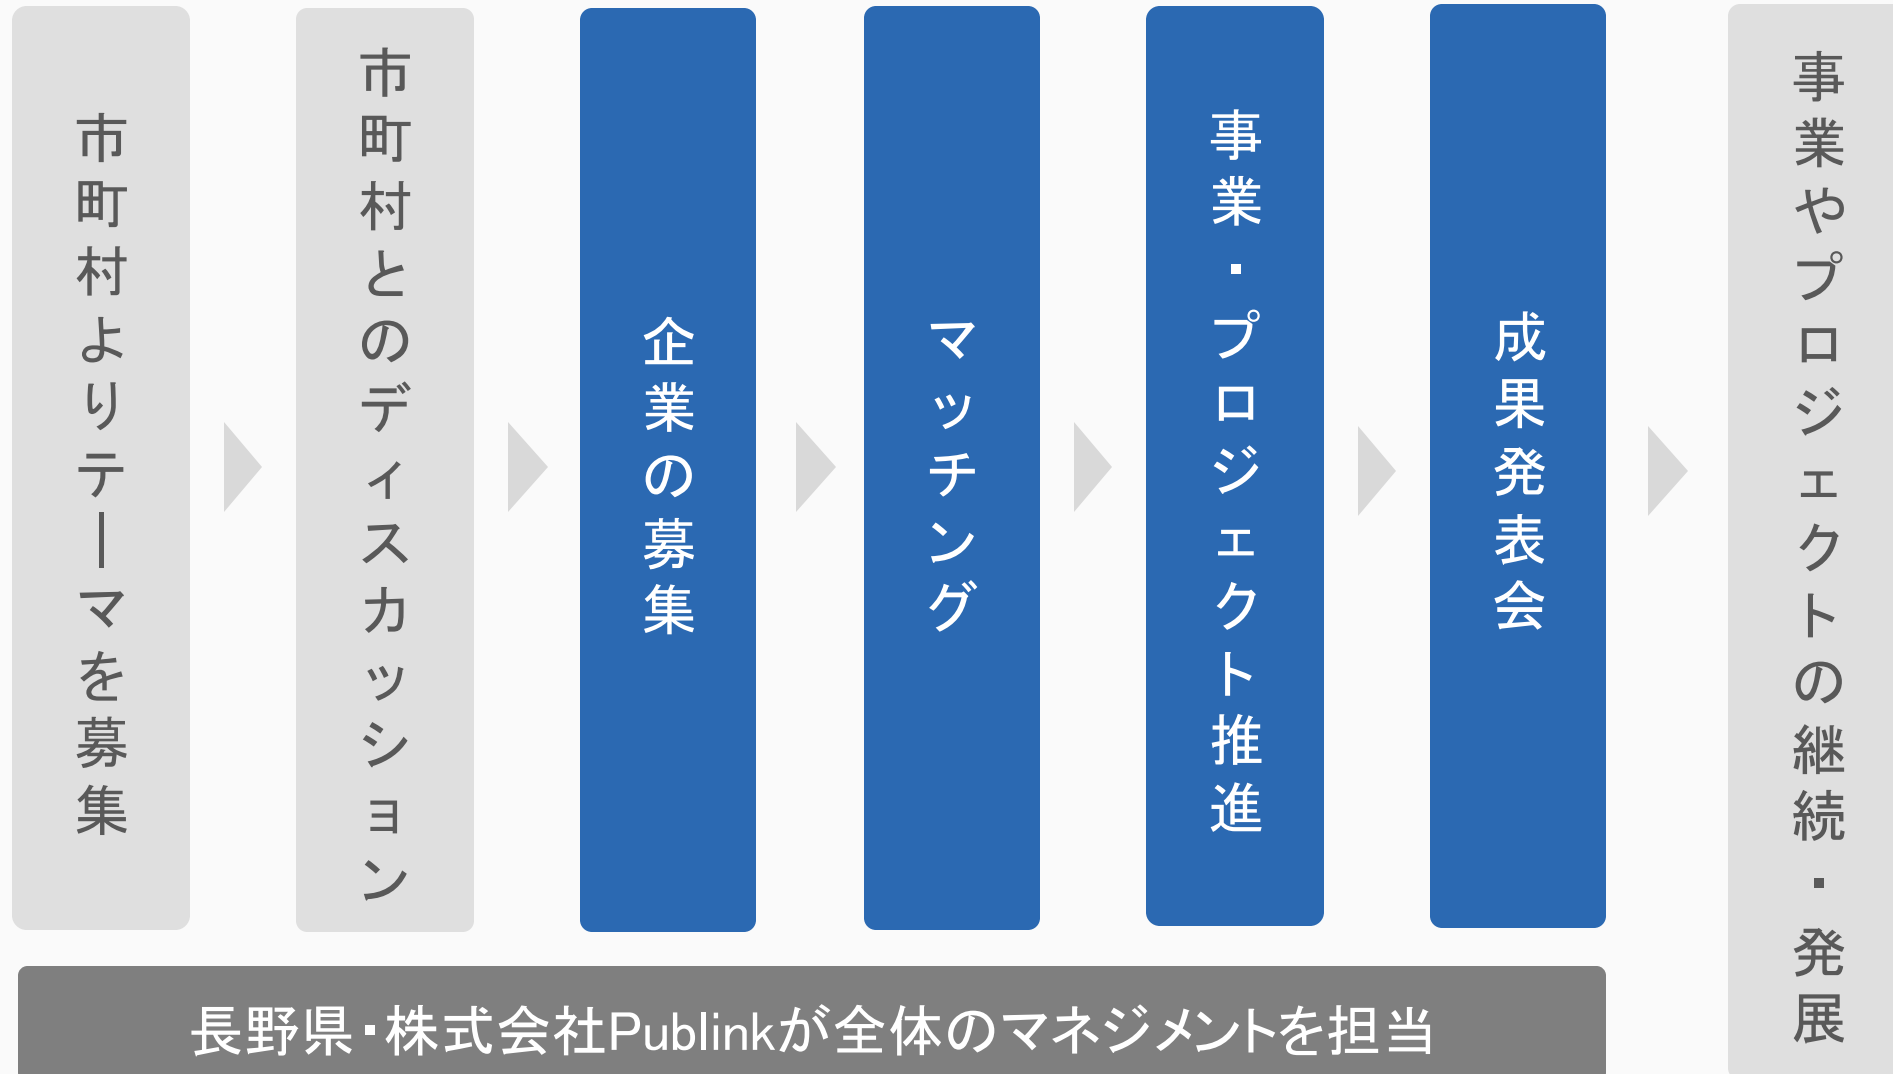 市町村よりテーマを募集
市町村とのディスカッション
企業の募集
マッチング
事業・プロジェクト推進
成果発表会
事業やプロジェクトの継続・発展
長野県・株式会社Publinkが全体のマネジメントを担当